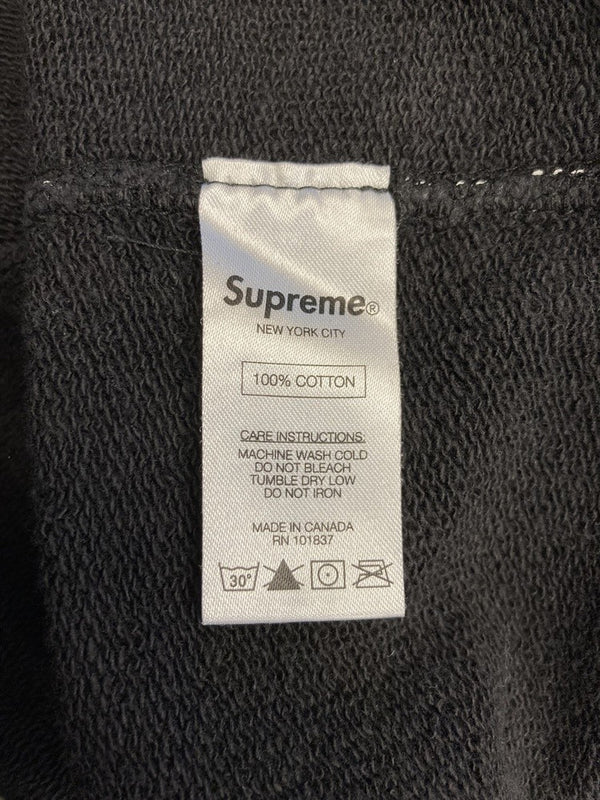 Supreme®
NEW YORK CITY
100% COTTON
CARE INSTRUCTIONS:
MACHINE WASH COLD
DO NOT BLEACH
TUMBLE DRY LOW
DO NOT IRON
MADE IN CANADA
RN 101837
30°